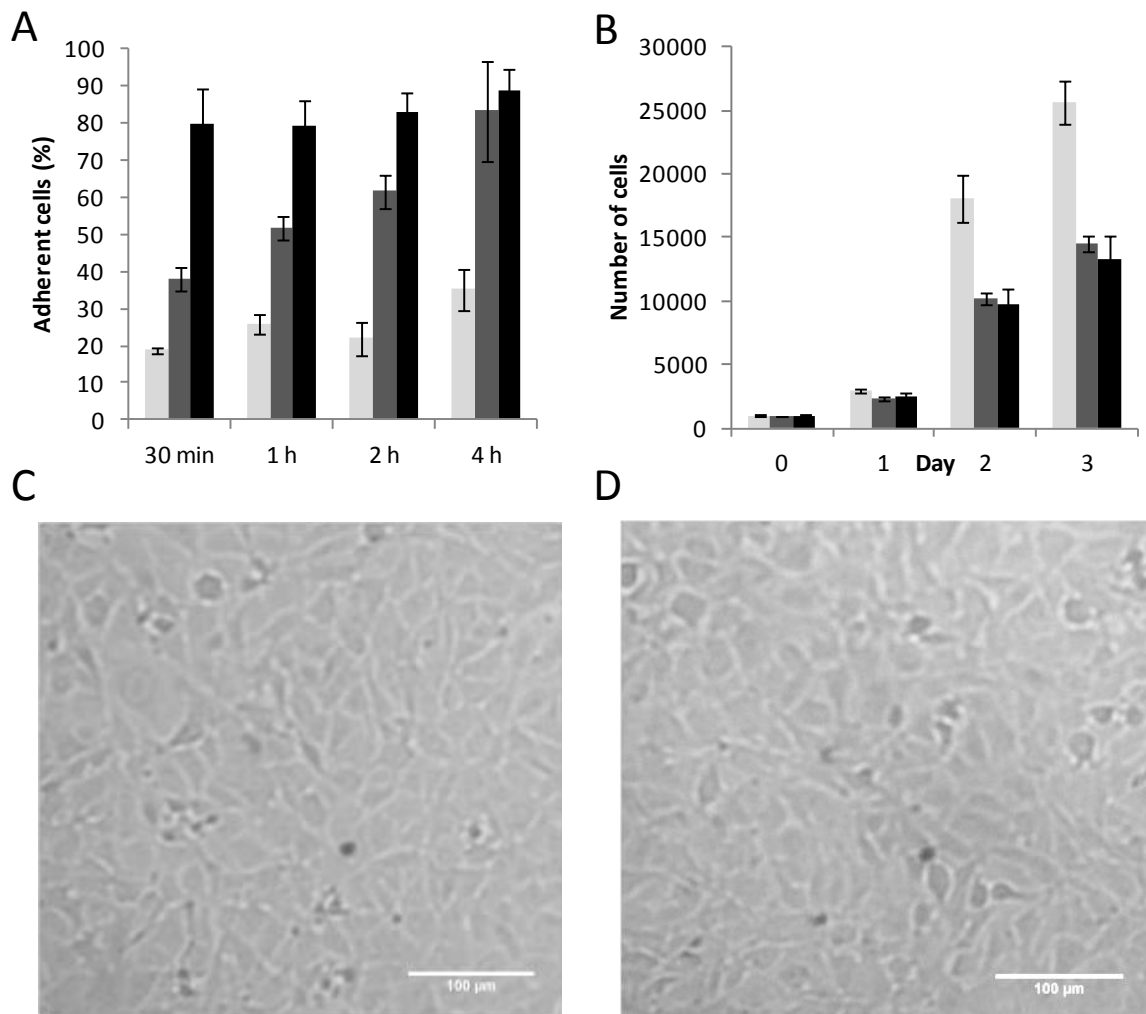 A
Adherent cells (%)
100
90
80
70
60
50
40
30
20
10
0
30 min 1 h 2 h 4 h
B
Number of cells
30000
25000
20000
15000
10000
5000
0
0 1 Day 2 3
C
100 µm
D
100 µm